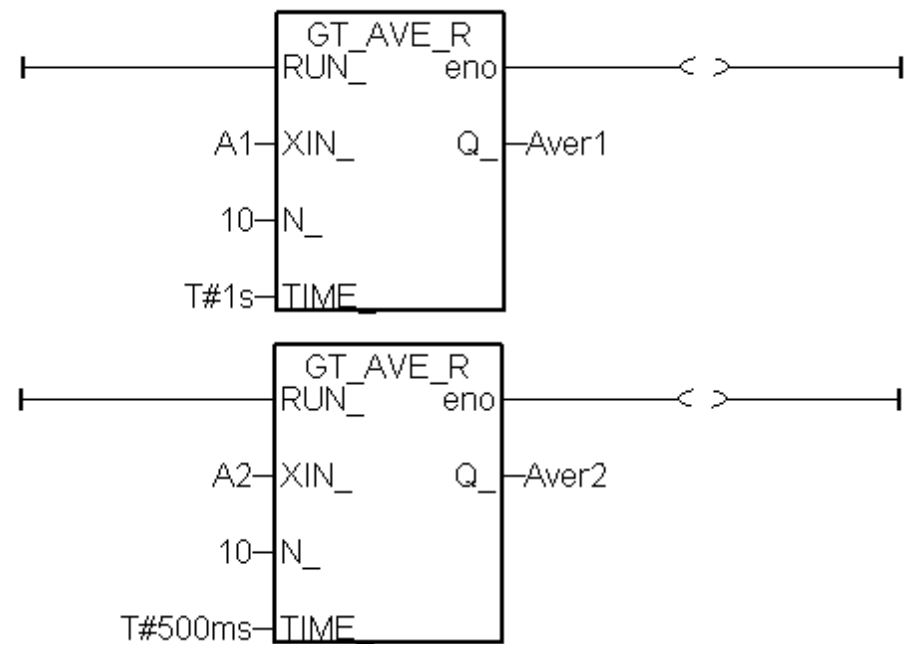 GT_AVE_R
RUN_ eno
A1 XIN_ Q_ Aver1
10 N_
T#1s TIME_
GT_AVE_R
RUN_ eno
A2 XIN_ Q_ Aver2
10 N_
T#500ms TIME_